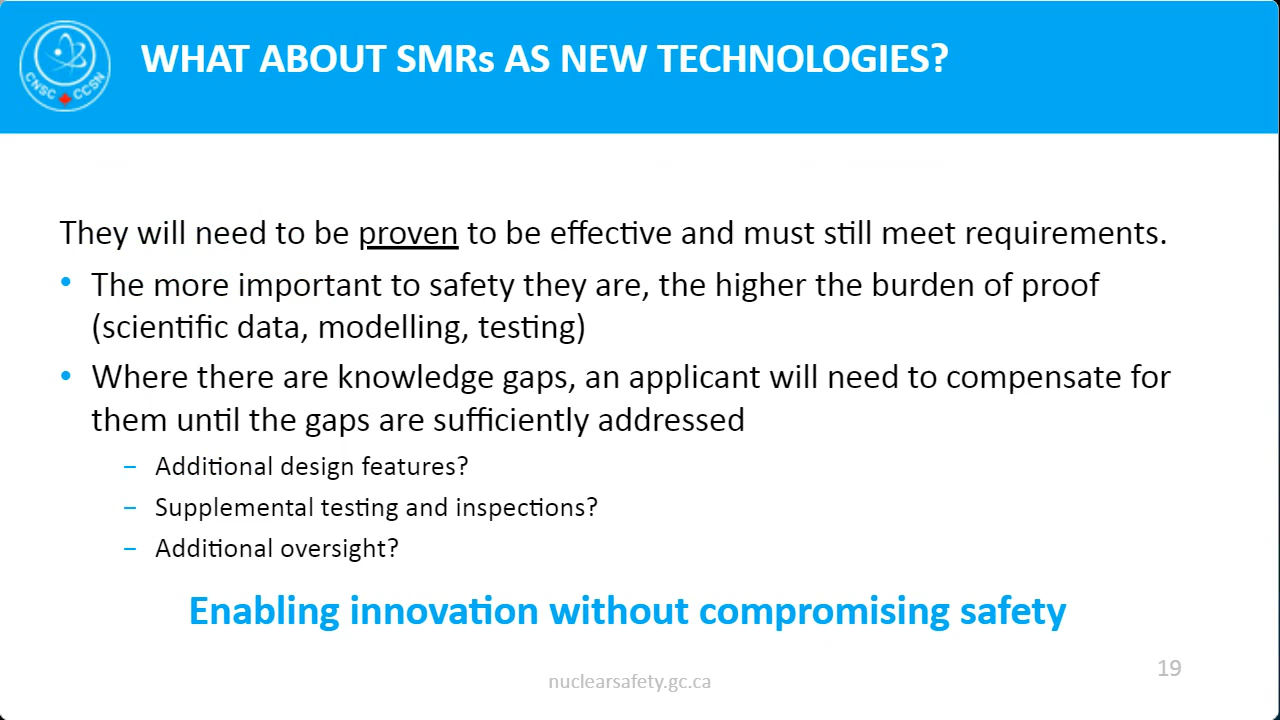 CNSC CCSN
WHAT ABOUT SMRs AS NEW TECHNOLOGIES?
They will need to be proven to be effective and must still meet requirements.
• The more important to safety they are, the higher the burden of proof
(scientific data, modelling, testing)
• Where there are knowledge gaps, an applicant will need to compensate for
them until the gaps are sufficiently addressed
– Additional design features?
– Supplemental testing and inspections?
– Additional oversight?
Enabling innovation without compromising safety
nuclearsafety.gc.ca
19